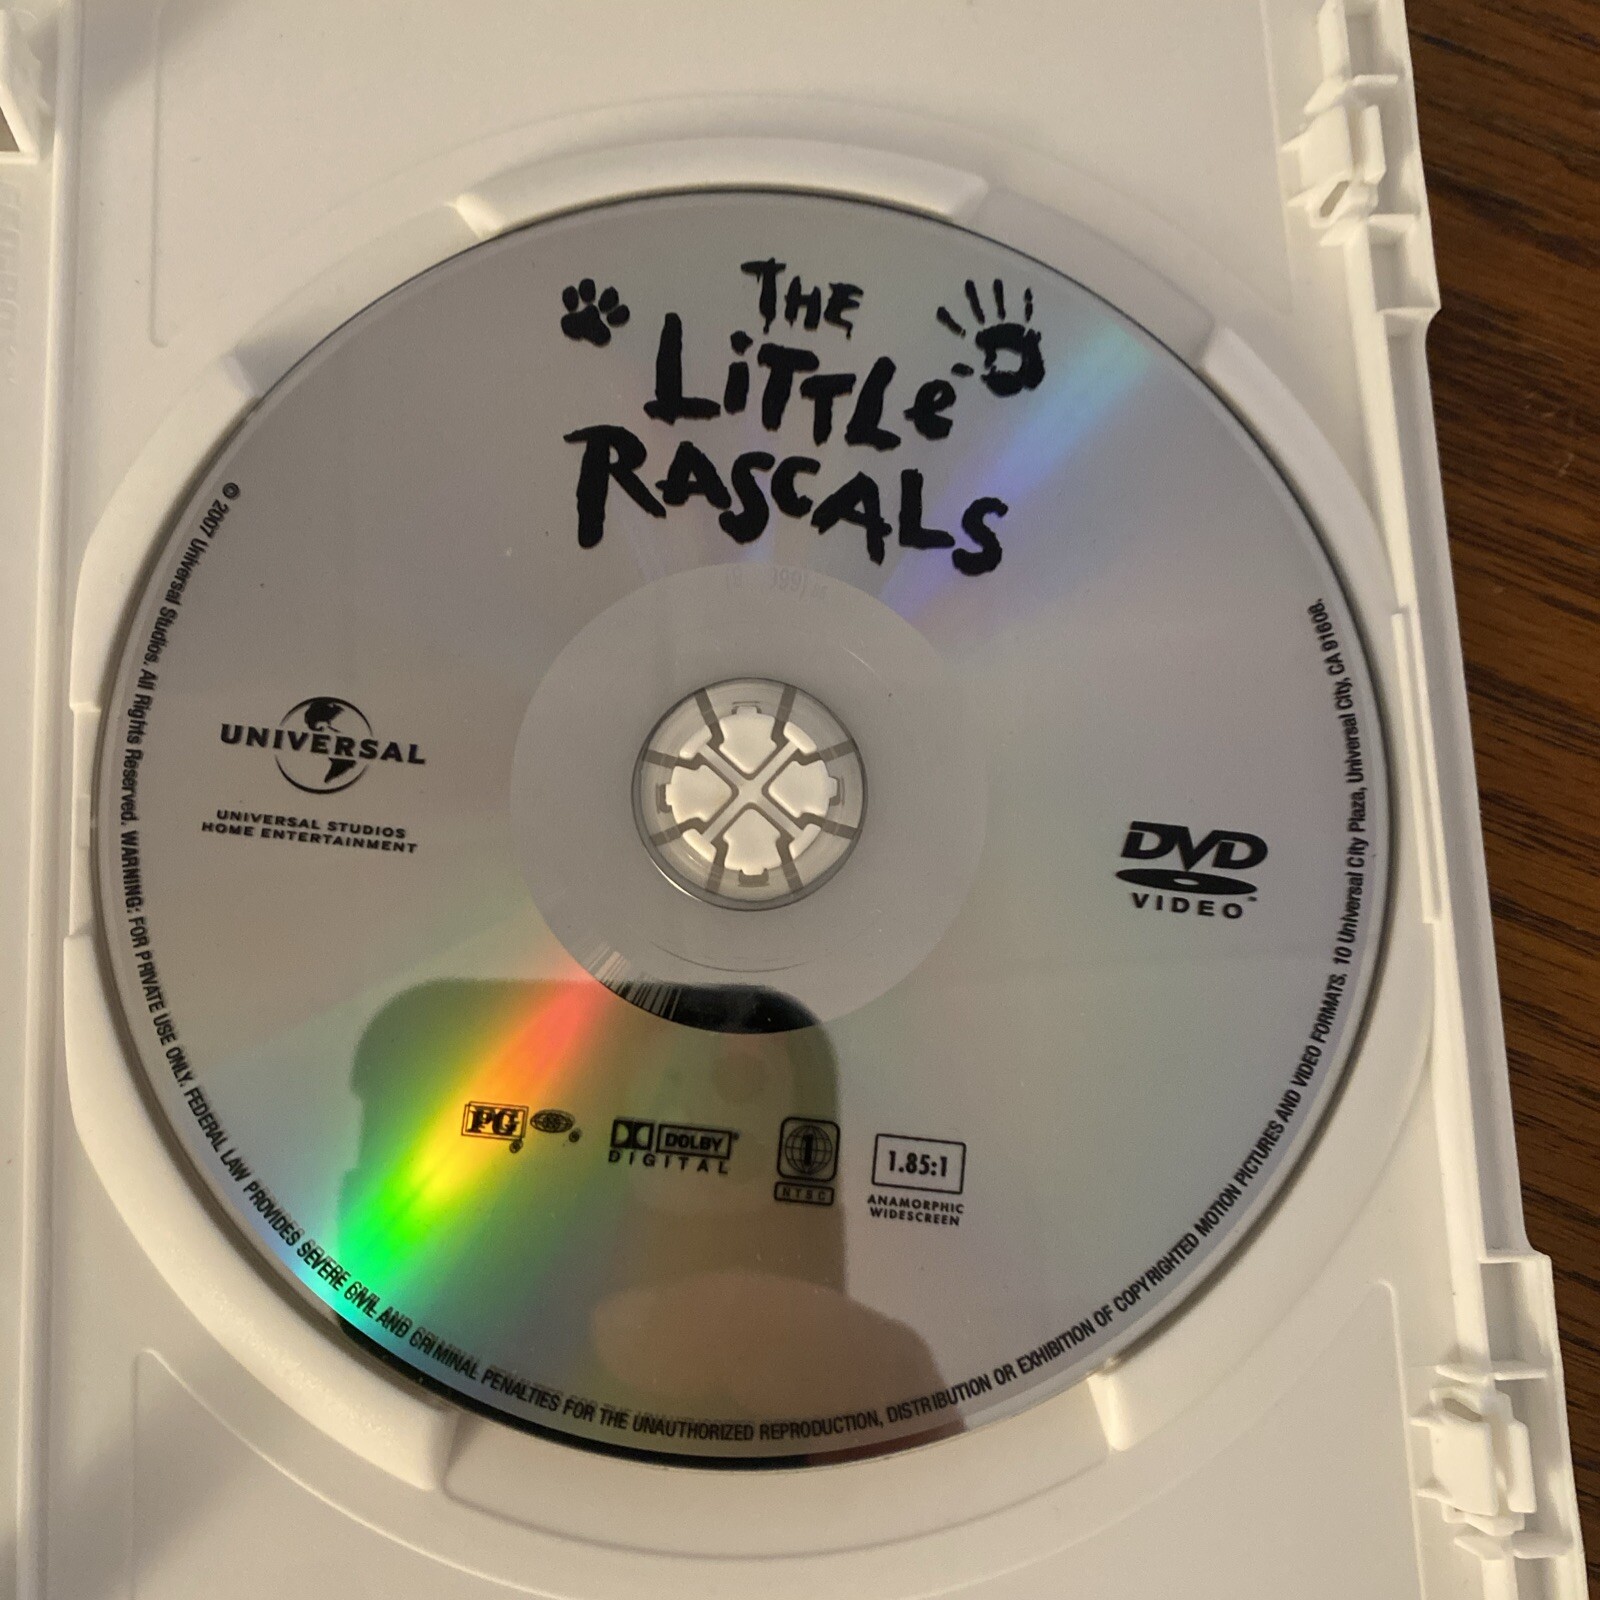 THE
LiTTLe
RASCALS
UNIVERSAL
UNIVERSAL STUDIOS
HOME ENTERTAINMENT
DVD
VIDEO™
PG ®
DOLBY®
DIGITAL
1
NTSC
1.85:1
ANAMORPHIC
WIDESCREEN
© 2007 Universal Studios. All Rights Reserved. WARNING: FOR PRIVATE USE ONLY. FEDERAL LAW PROVIDES SEVERE CIVIL AND CRIMINAL PENALTIES FOR THE UNAUTHORIZED REPRODUCTION, DISTRIBUTION OR EXHIBITION OF COPYRIGHTED MOTION PICTURES AND VIDEO FORMATS. 10 Universal City Plaza, Universal City, CA 91608.